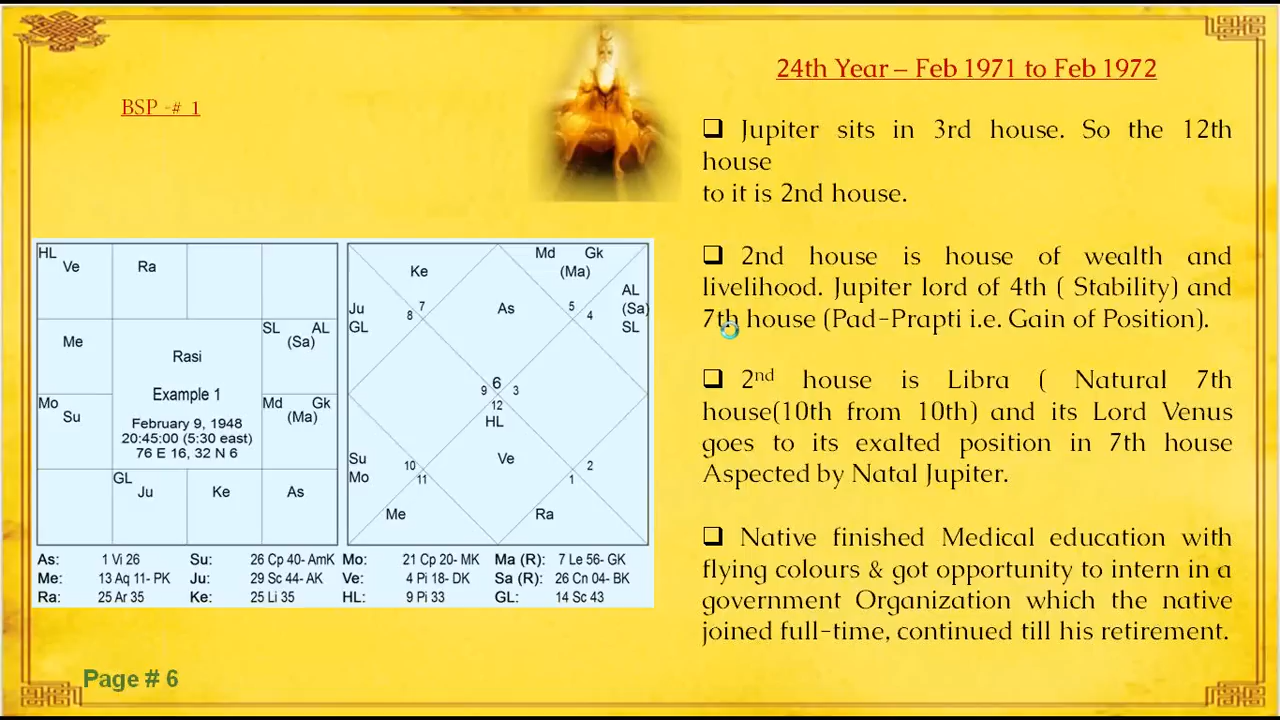 BSP -# 1
24th Year – Feb 1971 to Feb 1972
❑ Jupiter sits in 3rd house. So the 12th
house
to it is 2nd house.
❑ 2nd house is house of wealth and
livelihood. Jupiter lord of 4th ( Stability) and
7th house (Pad-Prapti i.e. Gain of Position).
❑ 2nd house is Libra ( Natural 7th
house(10th from 10th) and its Lord Venus
goes to its exalted position in 7th house
Aspected by Natal Jupiter.
❑ Native finished Medical education with
flying colours & got opportunity to intern in a
government Organization which the native
joined full-time, continued till his retirement.
HL
Ve
Ra
Me
SL AL
(Sa)
Rasi
Example 1
February 9, 1948
20:45:00 (5:30 east)
76 E 16, 32 N 6
Mo
Su
Md Gk
(Ma)
GL
Ju
Ke
As
Md Gk
(Ma)
Ke
AL
(Sa)
SL
Ju
GL
7
8
As
5
4
6
9 3
12
HL
Su
Mo
10
11
Ve
2
1
Me
Ra
As: 1 Vi 26 Su: 26 Cp 40- AmK Mo: 21 Cp 20- MK Ma (R): 7 Le 56- GK
Me: 13 Aq 11- PK Ju: 29 Sc 44- AK Ve: 4 Pi 18- DK Sa (R): 26 Cn 04- BK
Ra: 25 Ar 35 Ke: 25 Li 35 HL: 9 Pi 33 GL: 14 Sc 43
Page # 6